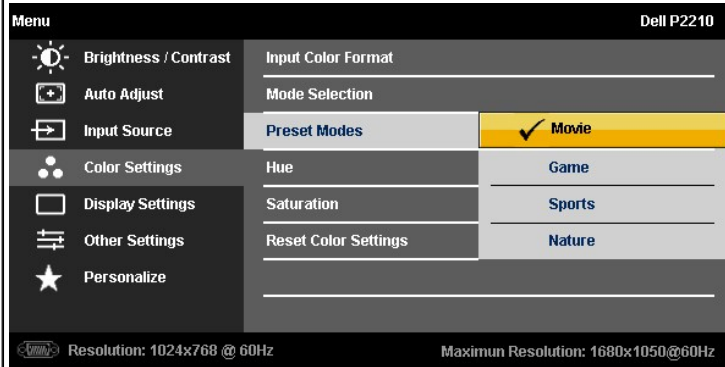 Menu Dell P2210
Brightness / Contrast Input Color Format
Auto Adjust Mode Selection
Input Source Preset Modes Movie
Color Settings Hue Game
Display Settings Saturation Sports
Other Settings Reset Color Settings Nature
Personalize
Resolution: 1024x768 @ 60Hz Maximun Resolution: 1680x1050@60Hz